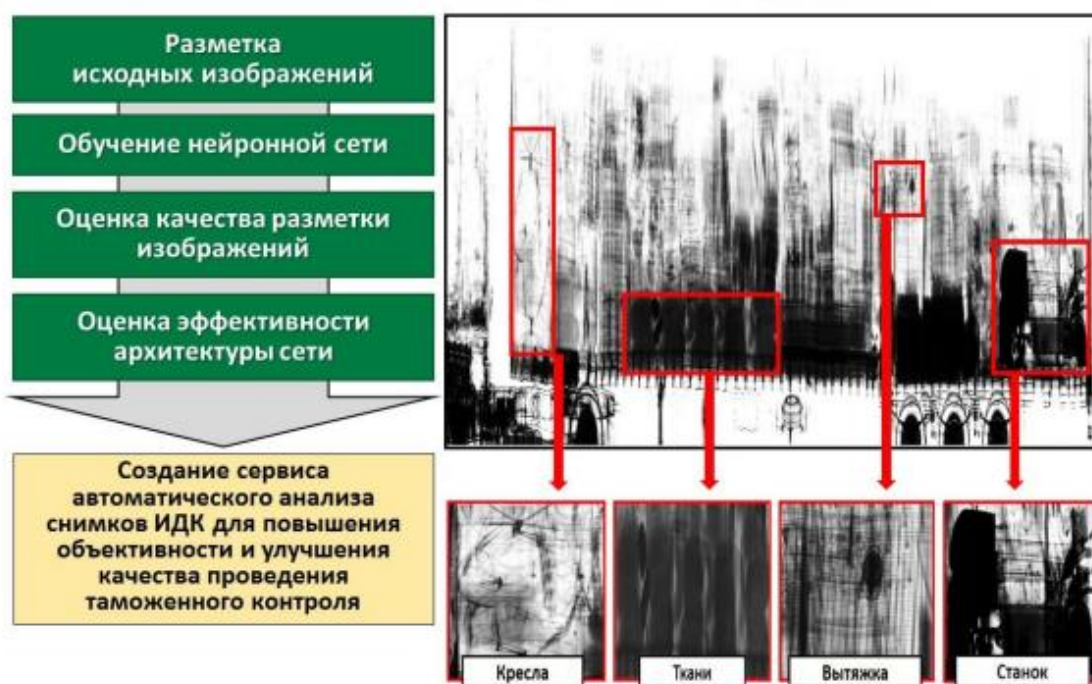 Разметка
исходных изображений
Обучение нейронной сети
Оценка качества разметки
изображений
Оценка эффективности
архитектуры сети
Создание сервиса
автоматического анализа
снимков ИДК для повышения
объективности и улучшения
качества проведения
таможенного контроля
Кресла
Ткани
Вытяжка
Станок